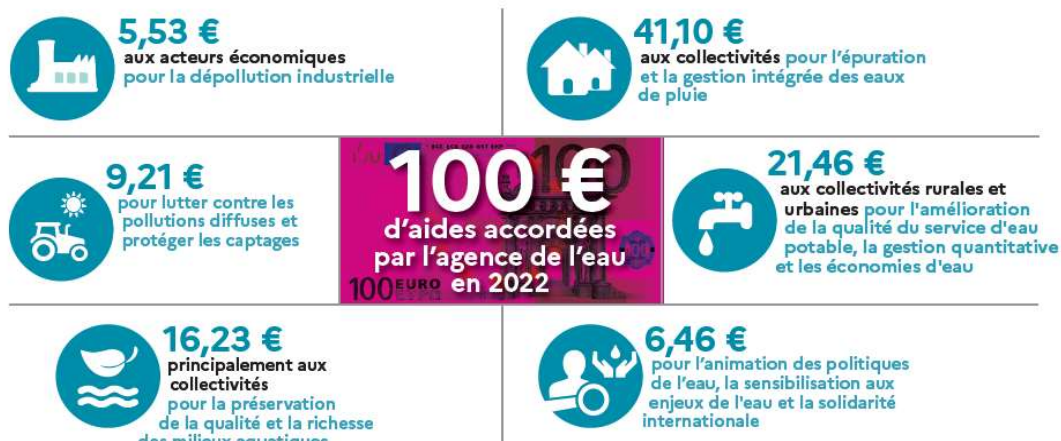 5,53 €
aux acteurs économiques
pour la dépollution industrielle
41,10 €
aux collectivités pour l'épuration
et la gestion intégrée des eaux
de pluie
9,21 €
pour lutter contre les
pollutions diffuses et
protéger les captages
100 €
d'aides accordées
par l'agence de l'eau
en 2022
100 EURO
21,46 €
aux collectivités rurales et
urbaines pour l'amélioration
de la qualité du service d'eau
potable, la gestion quantitative
et les économies d'eau
16,23 €
principalement aux
collectivités
pour la préservation
de la qualité et la richesse
des milieux aquatiques
6,46 €
pour l'animation des politiques
de l'eau, la sensibilisation aux
enjeux de l'eau et la solidarité
internationale